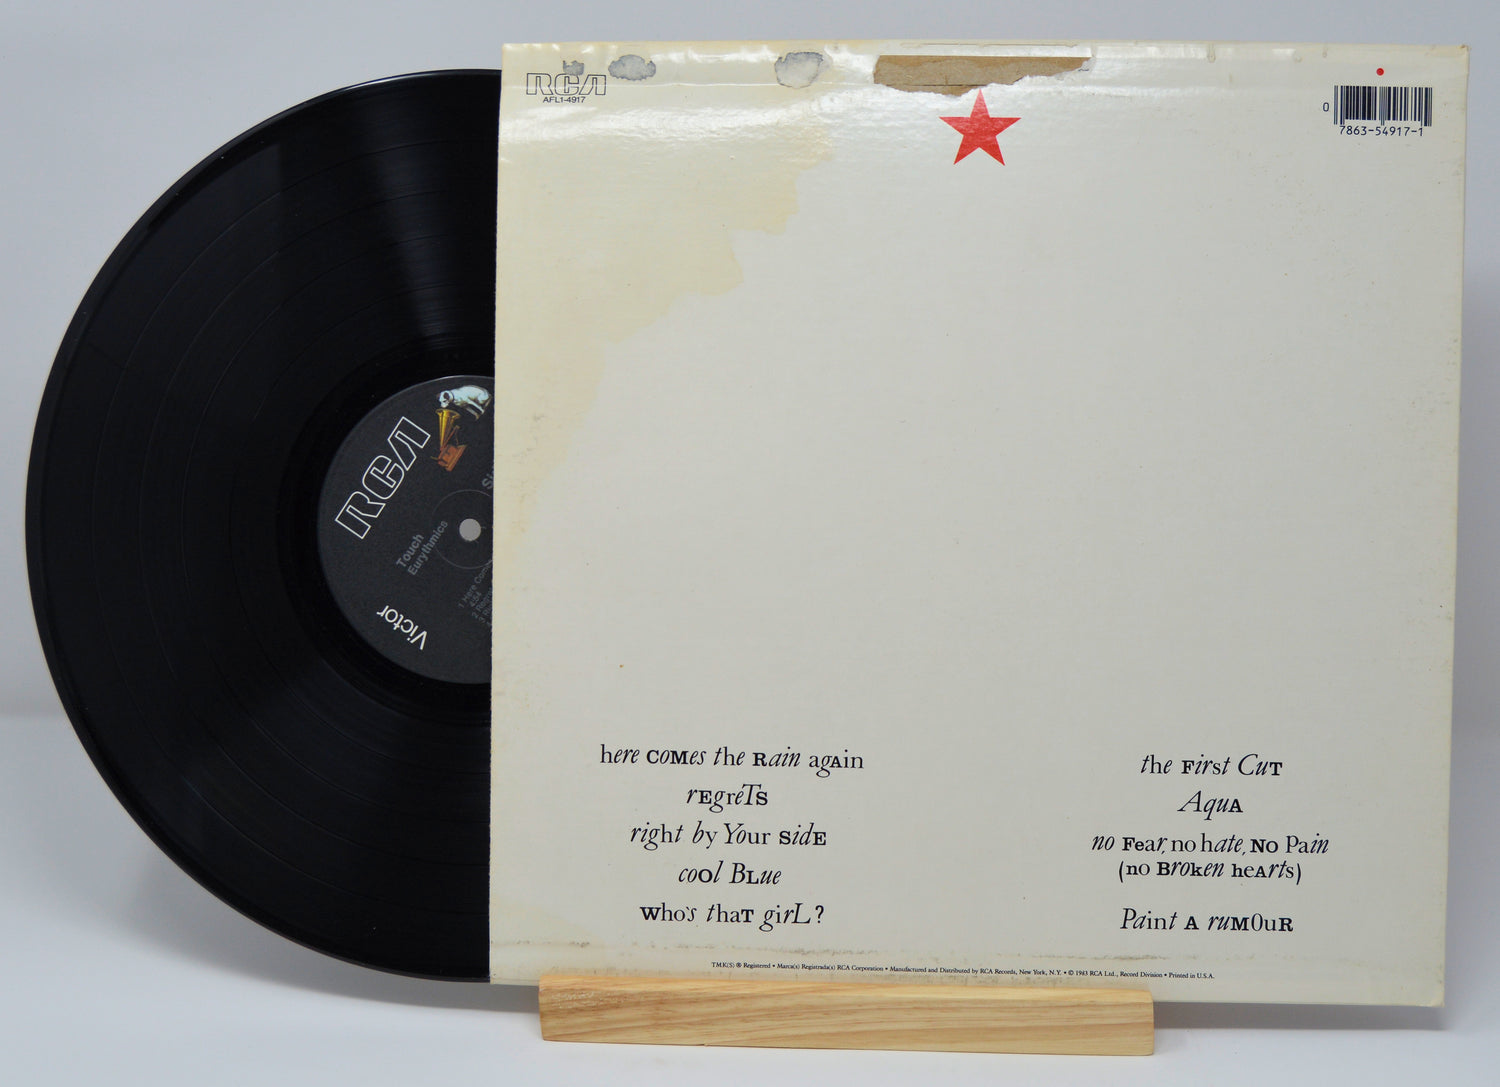 RCA
AFL1-4917
0
7863-54917-1
RCA
Touch
Eurythmics
Victor
4:54
here COMes the Rain agAin
rEgréTS
right by Your SidE
coOl BLue
Who's thaT girL?
the First CuT
AquA
no Fear, no hate, No Pain
(no BrOken heArts)
Paint A ruMOuR
TMK(S) ® Registered • Marca(s) Registrada(s) RCA Corporation • Manufactured and Distributed by RCA Records, New York, N.Y. • © 1983 RCA Ltd., Record Division • Printed in U.S.A.